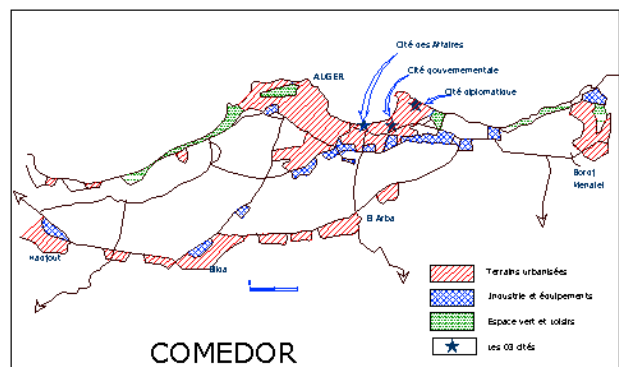 Cité des Affaires
ALGER
Cité gouvernementale
Cité diplomatique
Borat
Menaiel
El Arba
Hadjout
Blida
Terrains urbanisées
Industrie et équipements
Espace vert et loisirs
Les 03 cités
COMEDOR